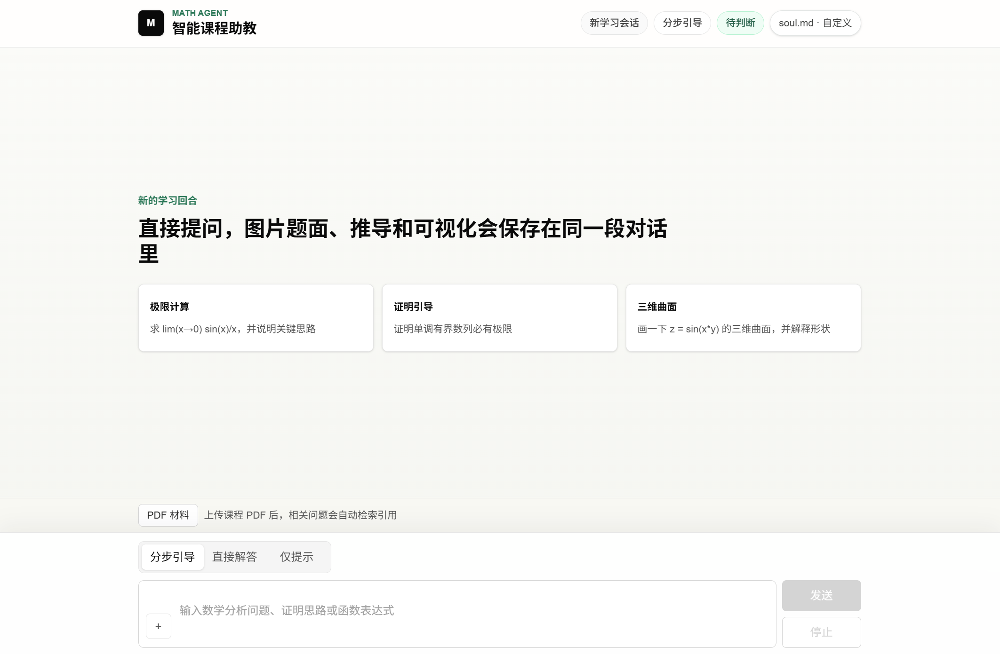 M
MATH AGENT
智能课程助教
新学习会话
分步引导
待判断
soul.md · 自定义
新的学习回合
直接提问，图片题面、推导和可视化会保存在同一段对话
里
极限计算
求 lim(x→0) sin(x)/x，并说明关键思路
证明引导
证明单调有界数列必有极限
三维曲面
画一下 z = sin(x*y) 的三维曲面，并解释形状
PDF 材料
上传课程 PDF 后，相关问题会自动检索引用
分步引导
直接解答
仅提示
输入数学分析问题、证明思路或函数表达式
+
发送
停止